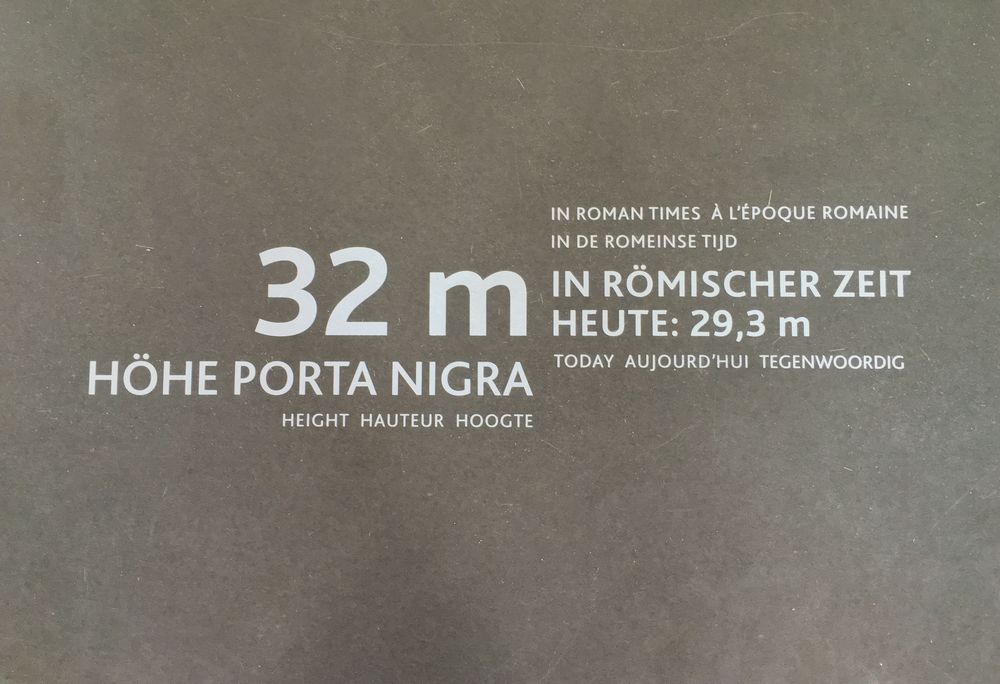 32 m
HÖHE PORTA NIGRA
HEIGHT HAUTEUR HOOGTE
IN ROMAN TIMES À L'ÉPOQUE ROMAINE
IN DE ROMEINSE TIJD
IN RÖMISCHER ZEIT
HEUTE: 29,3 m
TODAY AUJOURD'HUI TEGENWOORDIG